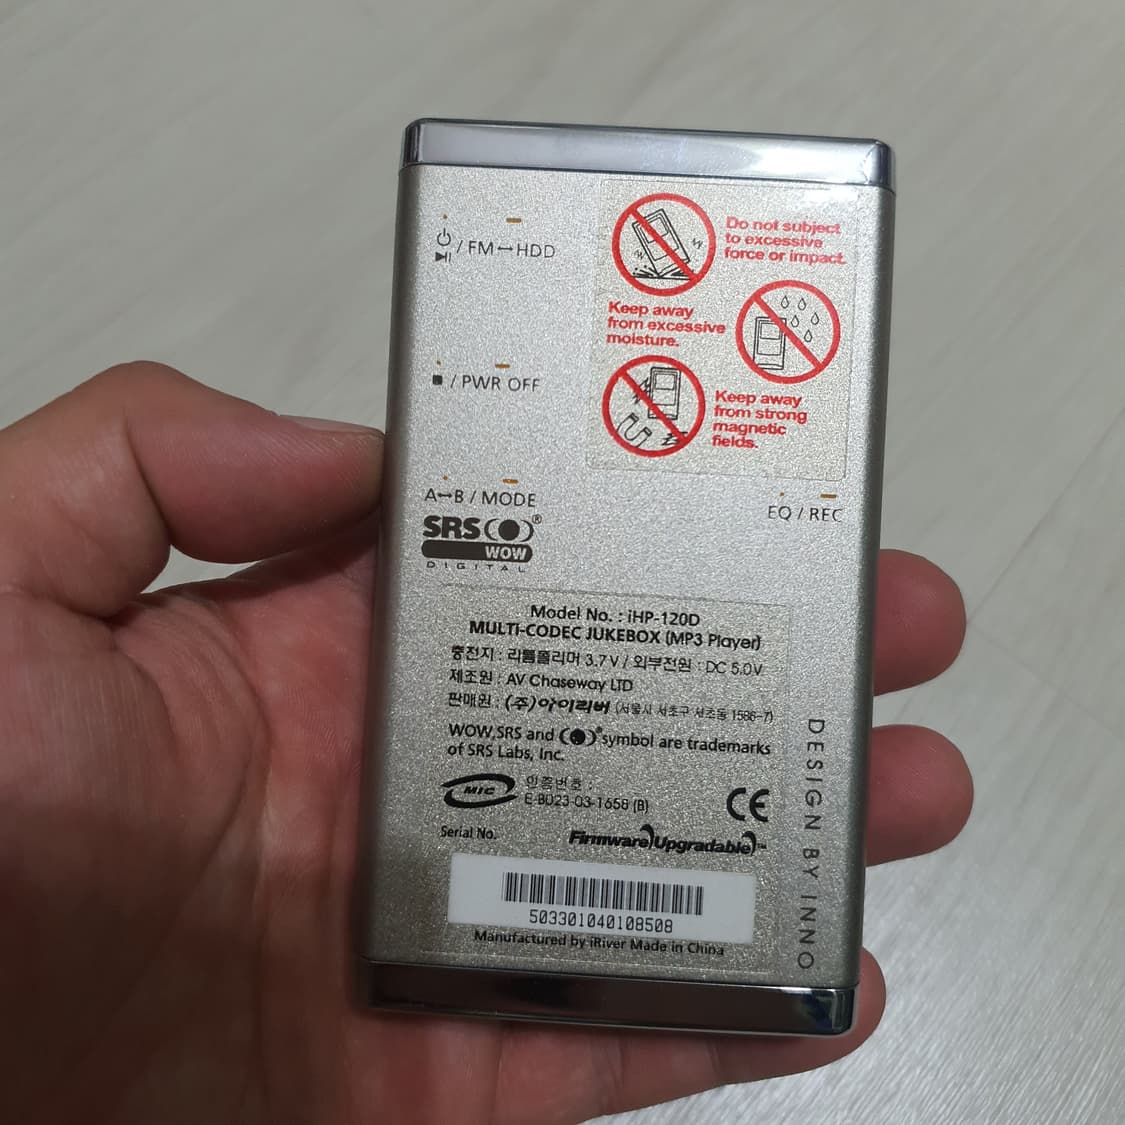 ⏻/⏯ / FM↔HDD
Do not subject
to excessive
force or impact.
Keep away
from excessive
moisture.
■ / PWR OFF
Keep away
from strong
magnetic
fields.
A↔B / MODE
EQ / REC
SRS(●)®
WOW
DIGITAL
Model No. : iHP-120D
MULTI-CODEC JUKEBOX (MP3 Player)
충전지 : 리튬폴리머 3.7 V / 외부전원 : DC 5.0V
제조원 : AV Chaseway LTD
판매원 : (주)아이리버 (서울시 서초구 서초동 1586-7)
WOW,SRS and (●)® symbol are trademarks
of SRS Labs, Inc.
MIC
인증번호 :
E-B023-03-1658 (B)
CE
Serial No.
Firmware Upgradable™
503301040108508
Manufactured by iRiver Made in China
DESIGN BY INNO